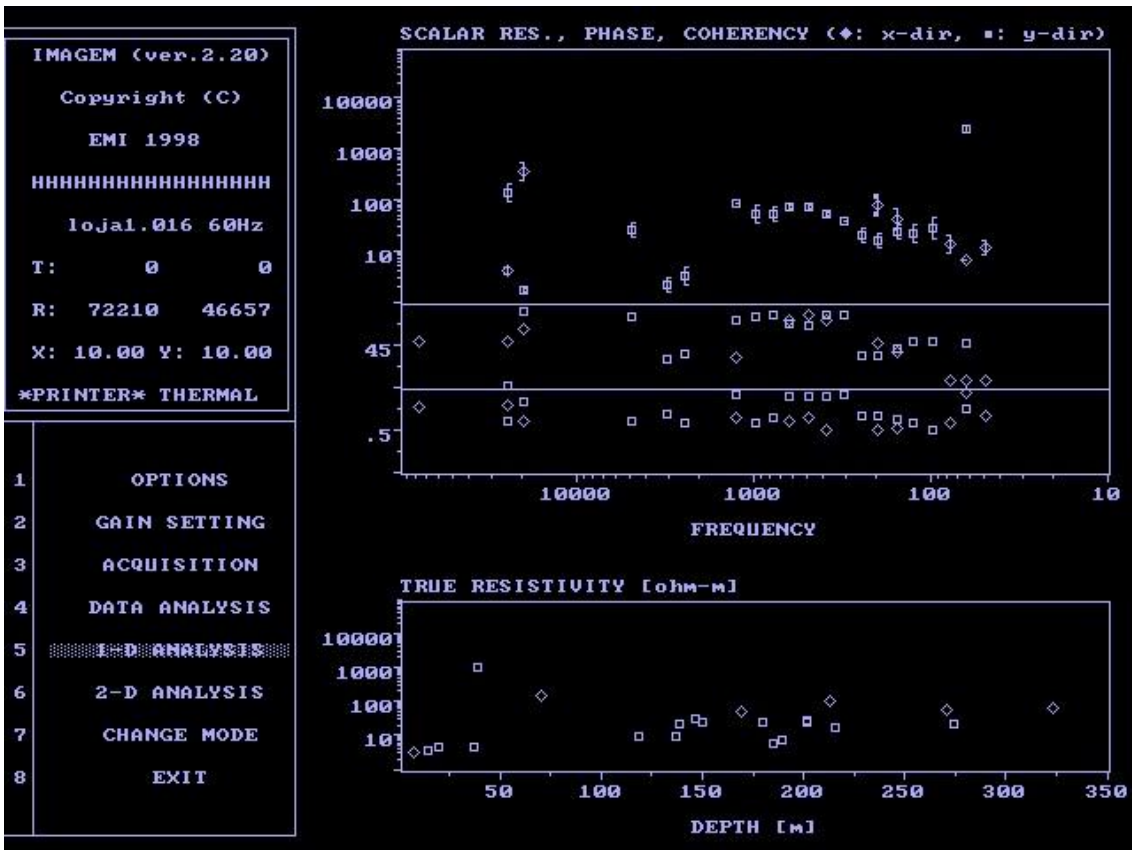 IMAGEM (ver.2.20)
Copyright (C)
EMI 1998
HHHHHHHHHHHHHHHHHH
loja1.016 60Hz
T: 0 0
R: 72210 46657
X: 10.00 Y: 10.00
*PRINTER* THERMAL
1 OPTIONS
2 GAIN SETTING
3 ACQUISITION
4 DATA ANALYSIS
5 1-D ANALYSIS
6 2-D ANALYSIS
7 CHANGE MODE
8 EXIT
SCALAR RES., PHASE, COHERENCY (◆: x-dir, ▪: y-dir)
10000
1000
100
10
45
.5
10000 1000 100 10
FREQUENCY
TRUE RESISTIVITY [ohm-m]
10000
1000
100
10
50 100 150 200 250 300 350
DEPTH [m]